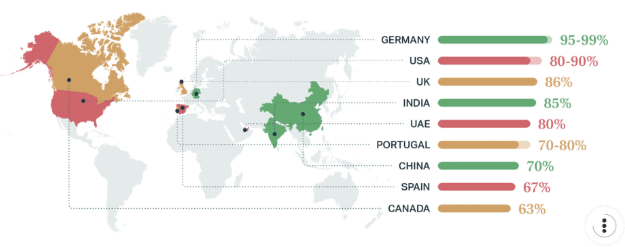 GERMANY 95-99%
USA 80-90%
UK 86%
INDIA 85%
UAE 80%
PORTUGAL 70-80%
CHINA 70%
SPAIN 67%
CANADA 63%